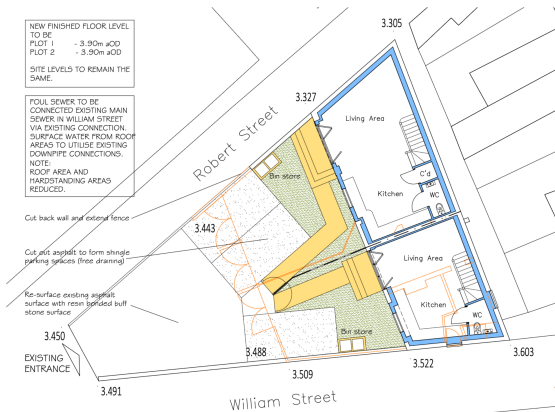 NEW FINISHED FLOOR LEVEL
TO BE
PLOT 1 - 3.90m aOD
PLOT 2 - 3.90m aOD
SITE LEVELS TO REMAIN THE
SAME.
FOUL SEWER TO BE
CONNECTED EXISTING MAIN
SEWER IN WILLIAM STREET
VIA EXISTING CONNECTION.
SURFACE WATER FROM ROOF
AREAS TO UTILISE EXISTING
DOWNPIPE CONNECTIONS.
NOTE:
ROOF AREA AND
HARDSTANDING AREAS
REDUCED.
Cut back wall and extend fence
Cut out asphalt to form shingle
parking spaces (free draining)
Re-surface existing asphalt
surface with resin bonded buff
stone surface
EXISTING
ENTRANCE
3.305
3.327
Robert Street
Living Area
Bin store
C'd
Kitchen
WC
3.443
Living Area
Kitchen
WC
Bin store
3.450
3.488
3.522
3.603
3.509
3.491
William Street